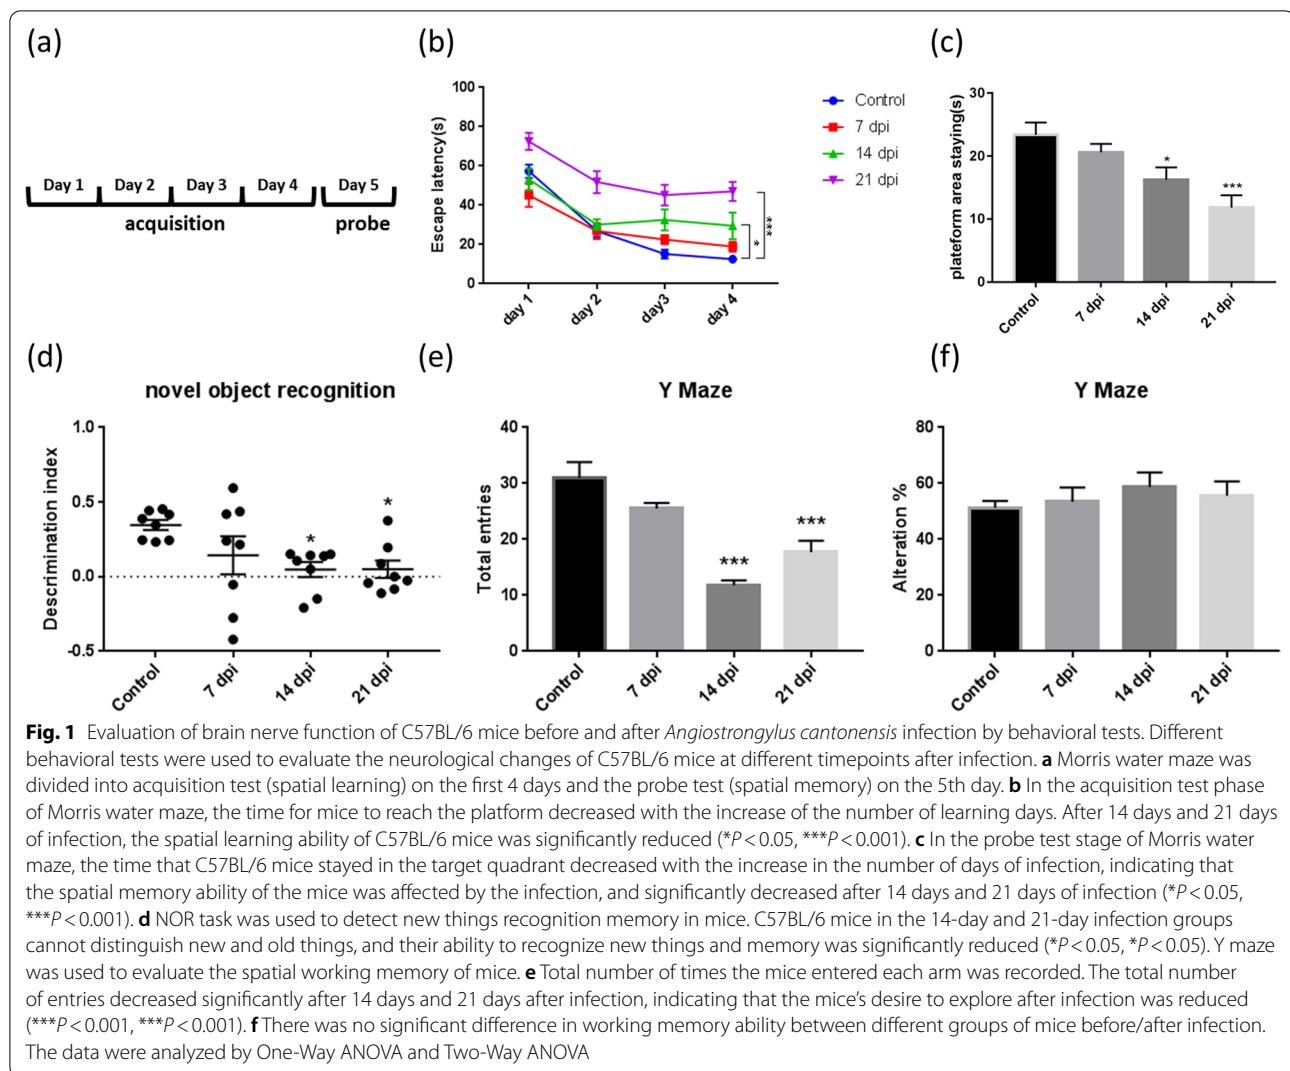 (a)
Day 1 Day 2 Day 3 Day 4 Day 5
acquisition probe
(b)
Escape latency(s)
100
80
60
40
20
0
day 1 day 2 day3 day 4
Control
7 dpi
14 dpi
21 dpi
*
***
(c)
plateform area staying(s)
30
20
10
0
*
***
Control 7 dpi 14 dpi 21 dpi
(d)
novel object recognition
Descrimination index
1.0
0.5
0.0
-0.5
*
*
Control 7 dpi 14 dpi 21 dpi
(e)
Y Maze
Total entries
40
30
20
10
0
***
***
Control 7 dpi 14 dpi 21 dpi
(f)
Y Maze
Alteration %
80
60
40
20
0
Control 7 dpi 14 dpi 21 dpi
Fig. 1 Evaluation of brain nerve function of C57BL/6 mice before and after Angiostrongylus cantonensis infection by behavioral tests. Different
behavioral tests were used to evaluate the neurological changes of C57BL/6 mice at different timepoints after infection. a Morris water maze was
divided into acquisition test (spatial learning) on the first 4 days and the probe test (spatial memory) on the 5th day. b In the acquisition test phase
of Morris water maze, the time for mice to reach the platform decreased with the increase of the number of learning days. After 14 days and 21 days
of infection, the spatial learning ability of C57BL/6 mice was significantly reduced (*P < 0.05, ***P < 0.001). c In the probe test stage of Morris water
maze, the time that C57BL/6 mice stayed in the target quadrant decreased with the increase in the number of days of infection, indicating that
the spatial memory ability of the mice was affected by the infection, and significantly decreased after 14 days and 21 days of infection (*P < 0.05,
***P < 0.001). d NOR task was used to detect new things recognition memory in mice. C57BL/6 mice in the 14-day and 21-day infection groups
cannot distinguish new and old things, and their ability to recognize new things and memory was significantly reduced (*P < 0.05, *P < 0.05). Y maze
was used to evaluate the spatial working memory of mice. e Total number of times the mice entered each arm was recorded. The total number
of entries decreased significantly after 14 days and 21 days after infection, indicating that the mice's desire to explore after infection was reduced
(***P < 0.001, ***P < 0.001). f There was no significant difference in working memory ability between different groups of mice before/after infection.
The data were analyzed by One-Way ANOVA and Two-Way ANOVA